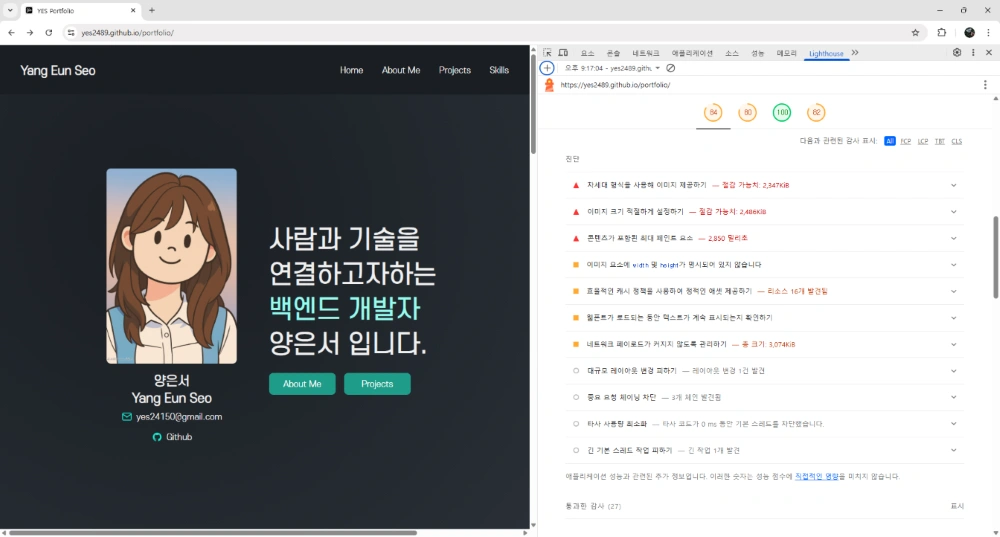 YES Portfolio
yes2489.github.io/portfolio/
Yang Eun Seo
Home
About Me
Projects
Skills
사람과 기술을
연결하고자하는
백엔드 개발자
양은서 입니다.
About Me
Projects
양은서
Yang Eun Seo
yes24150@gmail.com
Github
요소
콘솔
네트워크
애플리케이션
소스
성능
메모리
Lighthouse
오후 9:17:04 - yes2489.githu
https://yes2489.github.io/portfolio/
100
다음과 관련된 감사 표시:
All
FCP
LCP
TBT
CLS
진단
차세대 형식을 사용해 이미지 제공하기 — 절감 가능치: 2,347KiB
이미지 크기 적절하게 설정하기 — 절감 가능치: 2,486KiB
콘텐츠가 포함된 최대 페인트 요소 — 2,850 밀리초
이미지 요소에 width 및 height가 명시되어 있지 않습니다
효율적인 캐시 정책을 사용하여 정적인 애셋 제공하기 — 리소스 16개 발견됨
웹폰트가 로드되는 동안 텍스트가 계속 표시되는지 확인하기
네트워크 페이로드가 커지지 않도록 관리하기 — 총 크기: 3,074KiB
대규모 레이아웃 변경 피하기 — 레이아웃 변경 1건 발견
중요 요청 체이닝 차단 — 3개 체인 발견됨
타사 사용량 최소화 — 타사 코드가 0 ms 동안 기본 스레드를 차단했습니다.
긴 기본 스레드 작업 피하기 — 긴 작업 1개 발견
애플리케이션 성능과 관련된 추가 정보입니다. 이러한 숫자는 성능 점수에 직접적인 영향을 미치지 않습니다.
통과한 감사 (27)
표시